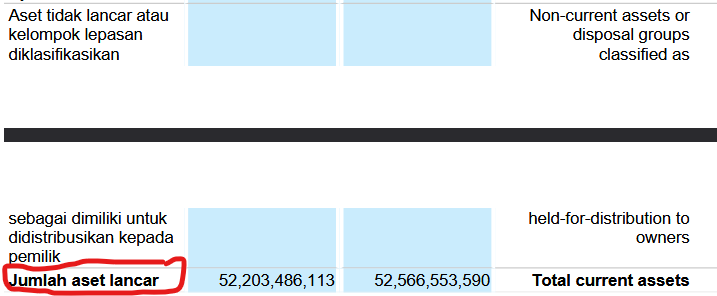 Aset tidak lancar atau
kelompok lepasan
diklasifikasikan
Non-current assets or
disposal groups
classified as
sebagai dimiliki untuk
didistribusikan kepada
pemilik
held-for-distribution to
owners
Jumlah aset lancar 52,203,486,113 52,566,553,590 Total current assets